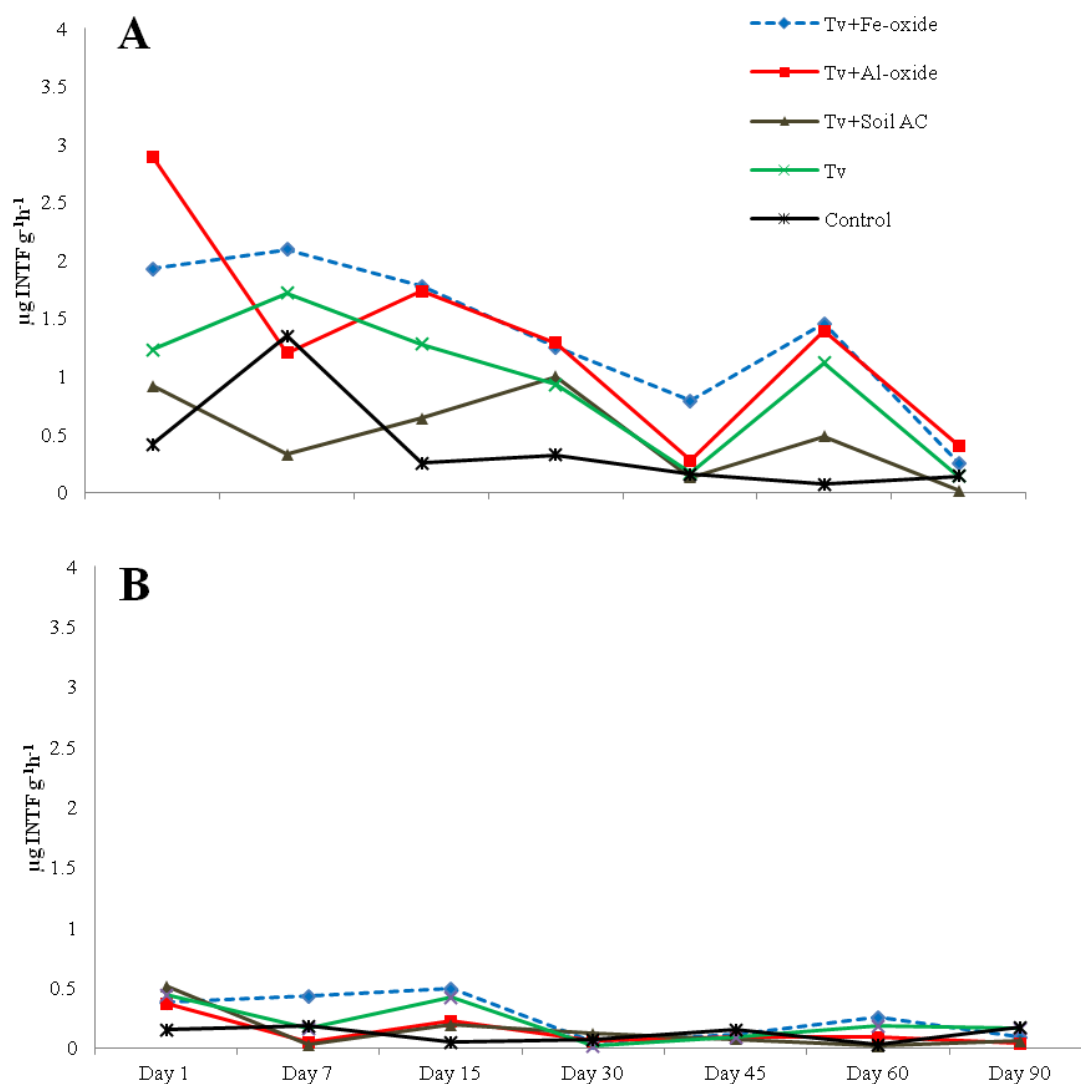 A
4
3.5
3
2.5
2
1.5
1
0.5
0
µg INTF g-¹h-¹
Tv+Fe-oxide
Tv+Al-oxide
Tv+Soil AC
Tv
Control
B
4
3.5
3
2.5
2
1.5
1
0.5
0
µg INTF g-¹h-¹
Day 1 Day 7 Day 15 Day 30 Day 45 Day 60 Day 90